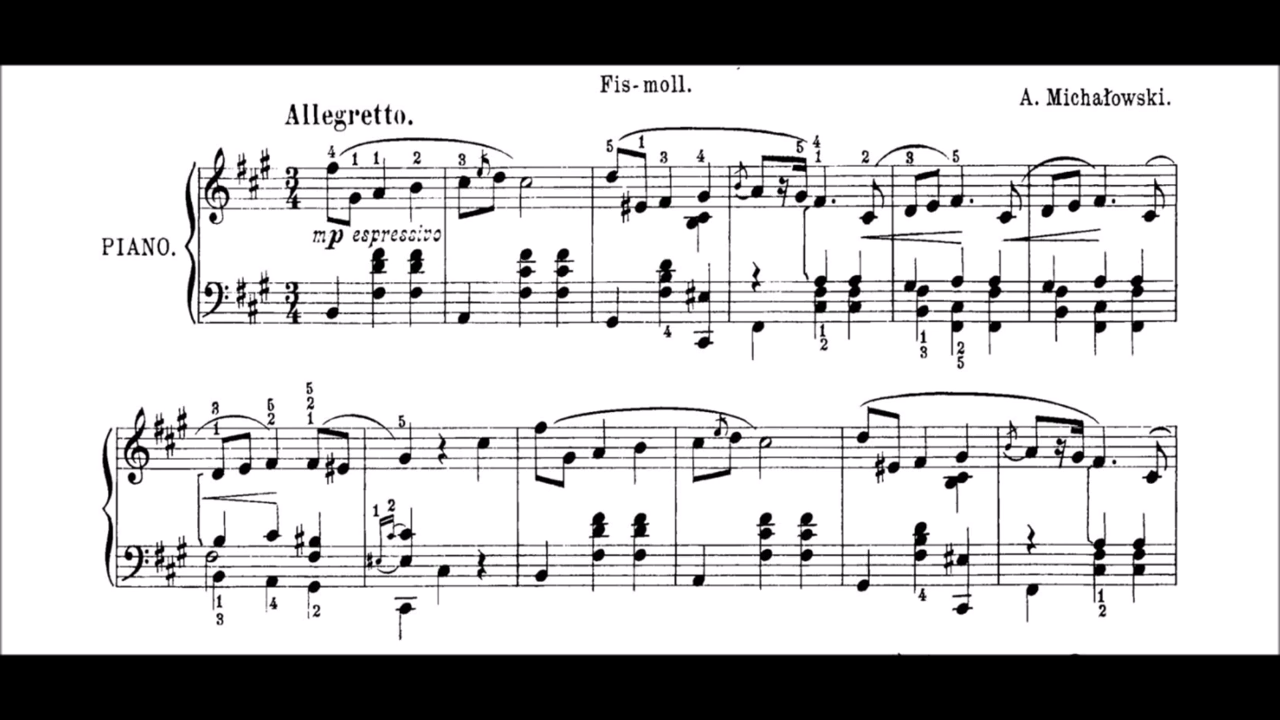 Fis-moll.
A. Michałowski.
Allegretto.
PIANO.
mp espressivo